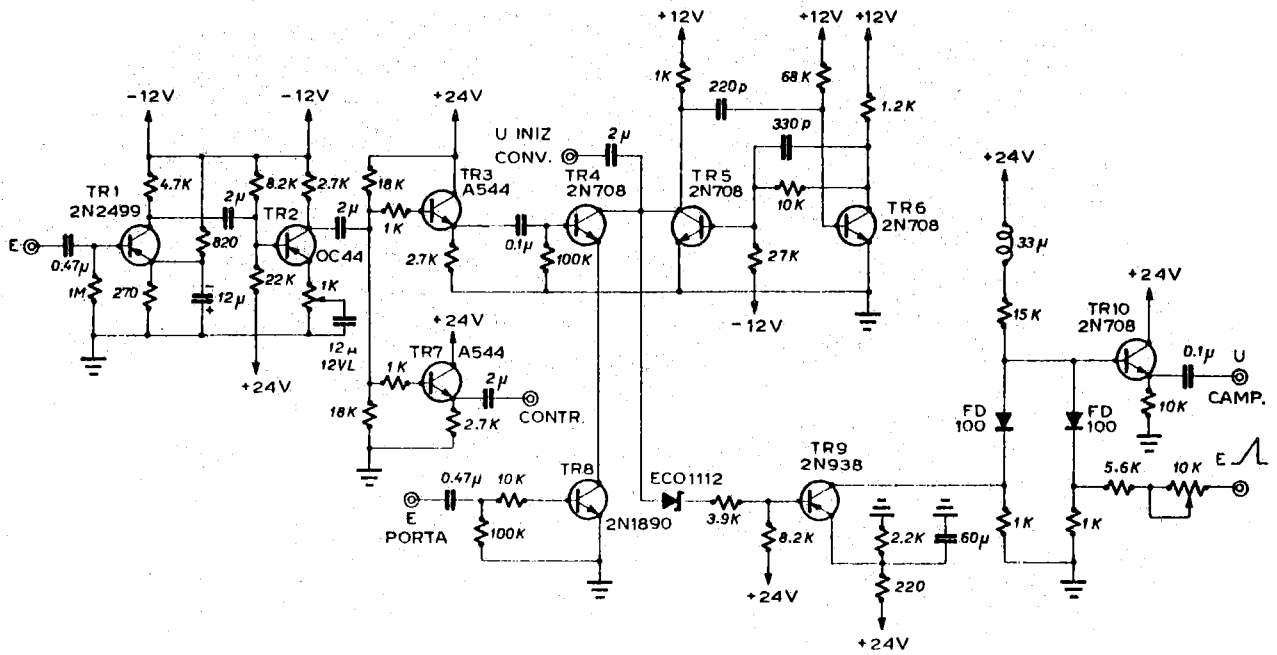 +12V
+12V
+12V
1K
68K
220p
1.2K
-12V
-12V
+24V
U INIZ
CONV.
2µ
330p
TR4
2N708
TR5
2N708
10K
TR6
2N708
+24V
TR1
2N2499
4.7K
8.2K
2.7K
18K
TR3
A544
2µ
TR2
2µ
1K
E
0.47µ
820
OC44
0.1µ
100K
27K
33µ
1M
270
12µ
22K
1K
2.7K
-12V
15K
+24V
TR10
2N708
12µ
12VL
+24V
+24V
TR7
A544
1K
2µ
CONTR.
18K
2.7K
0.1µ
U
CAMP.
10K
FD
100
FD
100
TR9
2N938
E
5.6K
10K
0.47µ
10K
TR8
ECO1112
E
PORTA
100K
2N1890
3.9K
8.2K
2.2K
60µ
1K
1K
+24V
220
+24V